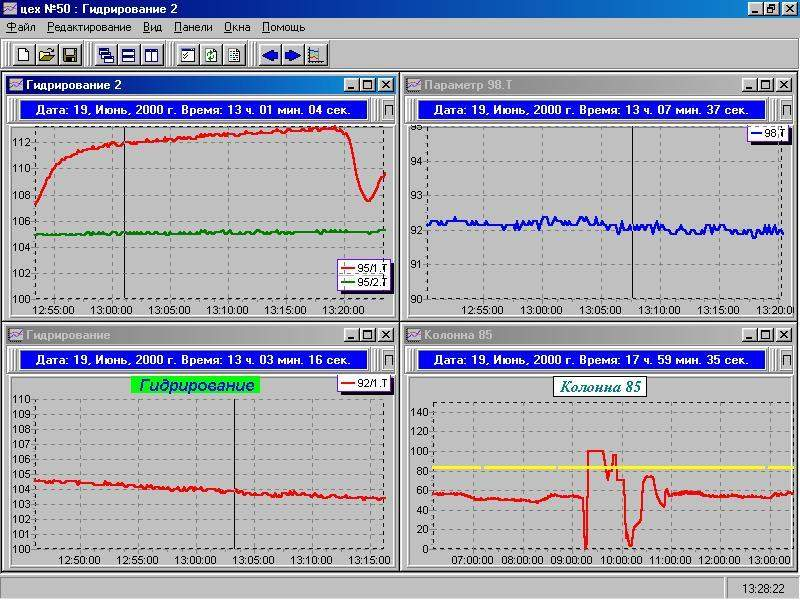 цех №50 : Гидрирование 2
Файл Редактирование Вид Панели Окна Помощь
Гидрирование 2
Дата: 19, Июнь, 2000 г. Время: 13 ч. 01 мин. 04 сек.
112
110
108
106
104
102
100
95/1.T
95/2.T
12:55:00 13:00:00 13:05:00 13:10:00 13:15:00 13:20:00
Параметр 98.T
Дата: 19, Июнь, 2000 г. Время: 13 ч. 07 мин. 37 сек.
98.T
95
94
93
92
91
90
12:55:00 13:00:00 13:05:00 13:10:00 13:15:00 13:20:0
Гидрирование
Дата: 19, Июнь, 2000 г. Время: 13 ч. 03 мин. 16 сек.
Гидрирование
92/1.T
110
109
108
107
106
105
104
103
102
101
100
12:50:00 12:55:00 13:00:00 13:05:00 13:10:00 13:15:00
Колонна 85
Дата: 19, Июнь, 2000 г. Время: 17 ч. 59 мин. 35 сек.
Колонна 85
140
120
100
80
60
40
20
0
07:00:00 08:00:00 09:00:00 10:00:00 11:00:00 12:00:00 13:00:00
13:28:22